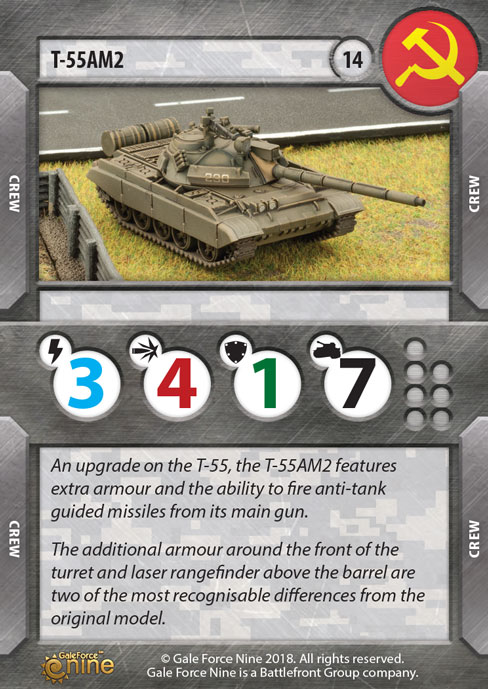 T-55AM2 14
CREW CREW
230
3 4 1 7
An upgrade on the T-55, the T-55AM2 features
extra armour and the ability to fire anti-tank
guided missiles from its main gun.
The additional armour around the front of the
turret and laser rangefinder above the barrel are
two of the most recognisable differences from the
original model.
CREW CREW
GaleForce™
nine
© Gale Force Nine 2018. All rights reserved.
Gale Force Nine is a Battlefront Group company.